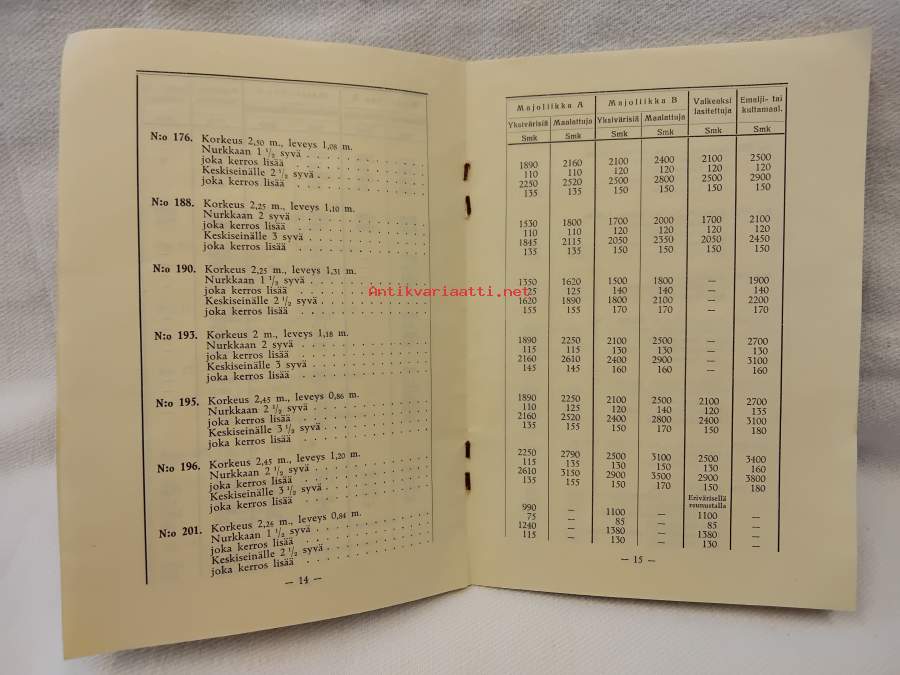 N:o 176. Korkeus 2,50 m., leveys 1,08 m.
Nurkkaan 1 1/2 syvä
joka kerros lisää
Keskiseinälle 2 1/2 syvä
joka kerros lisää
N:o 188. Korkeus 2,25 m., leveys 1,10 m.
Nurkkaan 2 syvä
joka kerros lisää
Keskiseinälle 3 syvä
joka kerros lisää
N:o 190. Korkeus 2,25 m., leveys 1,31 m.
Nurkkaan 1 1/2 syvä
joka kerros lisää
Keskiseinälle 2 1/2 syvä
joka kerros lisää
N:o 193. Korkeus 2 m., leveys 1,18 m.
Nurkkaan 2 syvä
joka kerros lisää
Keskiseinälle 3 syvä
joka kerros lisää
N:o 195. Korkeus 2,45 m., leveys 0,86 m.
Nurkkaan 2 1/2 syvä
joka kerros lisää
Keskiseinälle 3 1/2 syvä
joka kerros lisää
N:o 196. Korkeus 2,45 m., leveys 1,20 m.
Nurkkaan 2 1/2 syvä
joka kerros lisää
Keskiseinälle 3 1/2 syvä
joka kerros lisää
N:o 201. Korkeus 2,26 m., leveys 0,84 m.
Nurkkaan 1 1/2 syvä
joka kerros lisää
Keskiseinälle 2 1/2 syvä
joka kerros lisää
— 14 —
Majoliikka A Majoliikka B Valkeaksi lasitettuja Emalji- tai kultamaal.
Yksivärisiä Maalattuja Yksivärisiä Maalattuja
Smk Smk Smk Smk Smk Smk
1890 2160 2100 2400 2100 2500
110 110 120 120 120 120
2250 2520 2500 2800 2500 2900
135 135 150 150 150 150
1530 1800 1700 2000 1700 2100
110 110 120 120 120 120
1845 2115 2050 2350 2050 2450
135 135 150 150 150 150
1350 1620 1500 1800 — 1900
125 125 140 140 — 140
1620 1890 1800 2100 — 2200
155 155 170 170 — 170
1890 2250 2100 2500 — 2700
115 115 130 130 — 130
2160 2610 2400 2900 — 3100
145 145 160 160 — 160
1890 2250 2100 2500 2100 2700
110 125 120 140 120 135
2160 2520 2400 2800 2400 3100
135 155 150 170 150 180
2250 2790 2500 3100 2500 3400
115 135 130 150 130 160
2610 3150 2900 3500 2900 3800
135 155 150 170 150 180
Erivärisellä
reunustalla
990 — 1100 — 1100 —
75 — 85 — 85 —
1240 — 1380 — 1380 —
115 — 130 — 130 —
— 15 —
Antikvariaatti.net